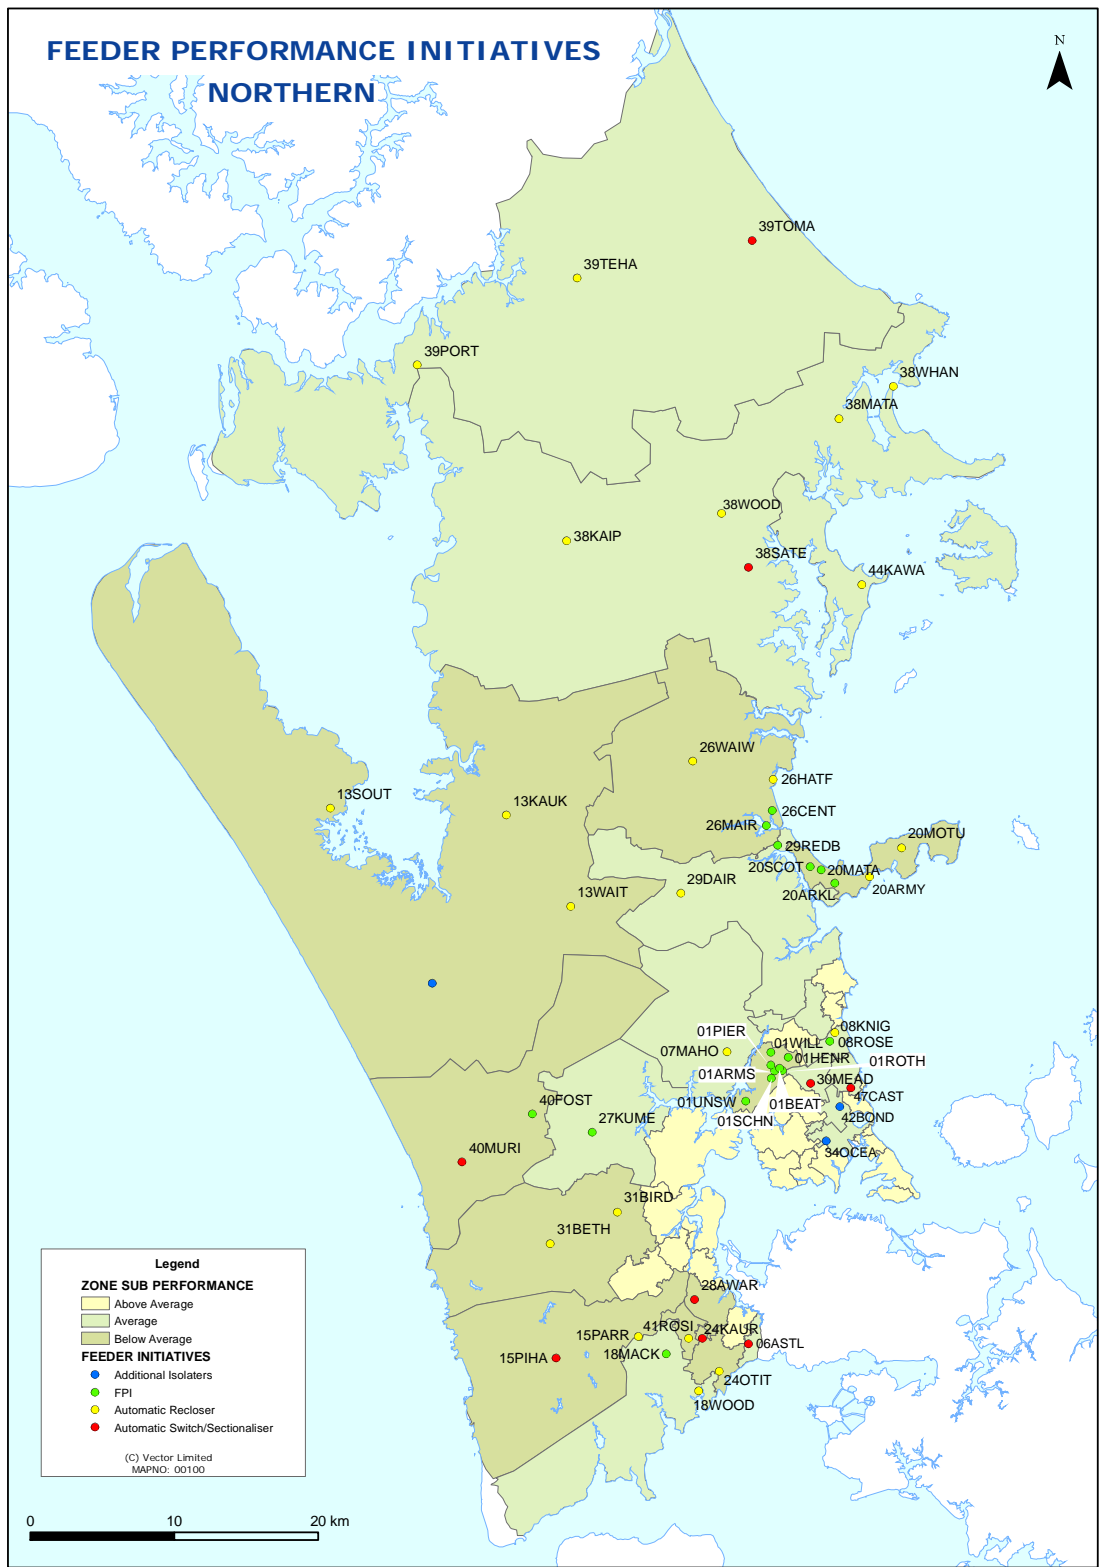 FEEDER PERFORMANCE INITIATIVES
NORTHERN
N
39TOMA
39TEHA
39PORT
38WHAN
38MATA
38WOOD
38KAIP
38SATE
44KAWA
26WAIW
26HATF
13SOUT
13KAUK
26CENT
26MAIR
20MOTU
29REDB
20SCOT
20MATA
29DAIR
20ARMY
20ARKL
13WAIT
01PIER
08KNIG
01WILL
08ROSE
07MAHO
01HENR
01ROTH
01ARMS
30MEAD
47CAST
40FOST
01UNSW
01BEAT
01SCHN
42BOND
27KUME
40MURI
34OCEA
31BIRD
31BETH
28AWAR
41ROSI
24KAUR
15PARR
06ASTL
15PIHA
18MACK
24OTIT
18WOOD
Legend
ZONE SUB PERFORMANCE
Above Average
Average
Below Average
FEEDER INITIATIVES
Additional Isolaters
FPI
Automatic Recloser
Automatic Switch/Sectionaliser
(C) Vector Limited
MAPNO: 00100
0 10 20 km